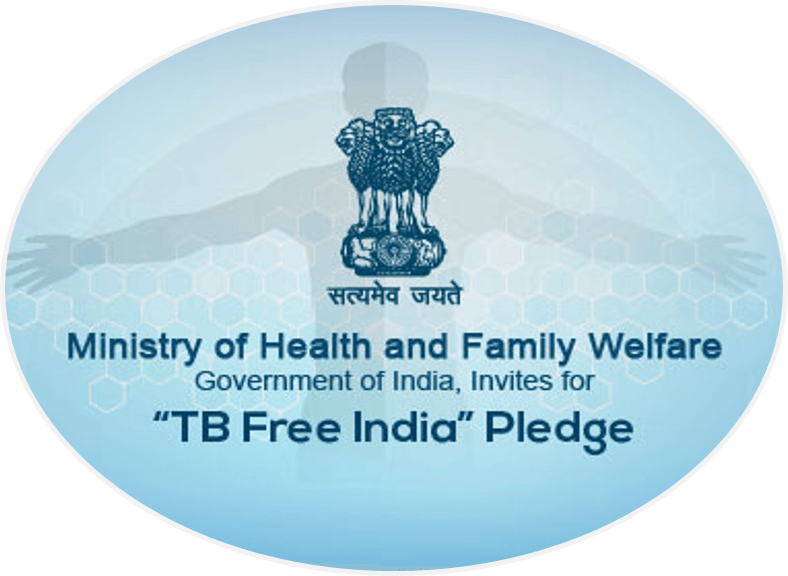 सत्यमेव जयते
Ministry of Health and Family Welfare
Government of India, Invites for
“TB Free India” Pledge